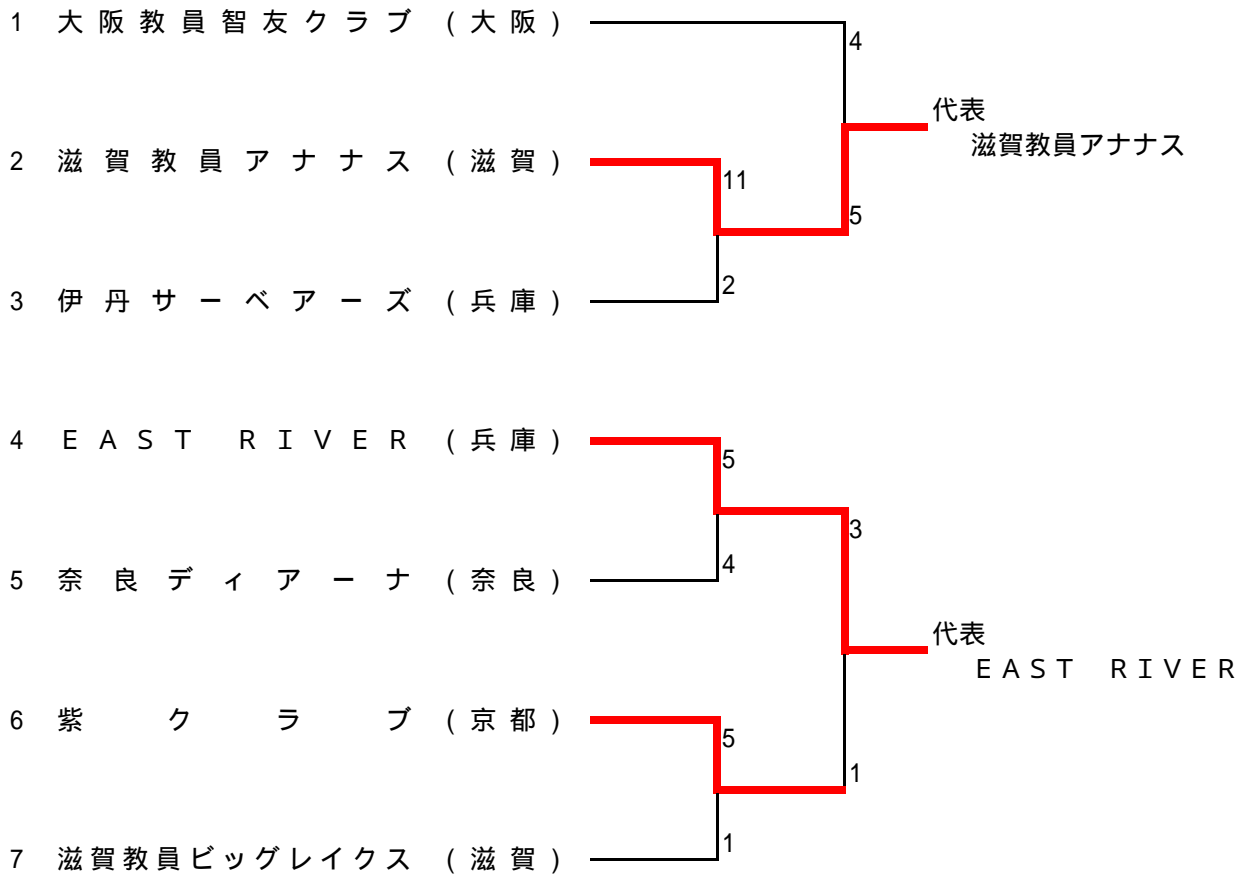 1 大阪教員智友クラブ (大阪)
4
代表
滋賀教員アナナス
2 滋賀教員アナナス (滋賀)
11
5
2
3 伊丹サーベアーズ (兵庫)
4 ＥＡＳＴ　ＲＩＶＥＲ (兵庫)
5
3
4
5 奈良ディアーナ (奈良)
代表
ＥＡＳＴ　ＲＩＶＥＲ
6 紫クラブ (京都)
5
1
1
7 滋賀教員ビッグレイクス (滋賀)